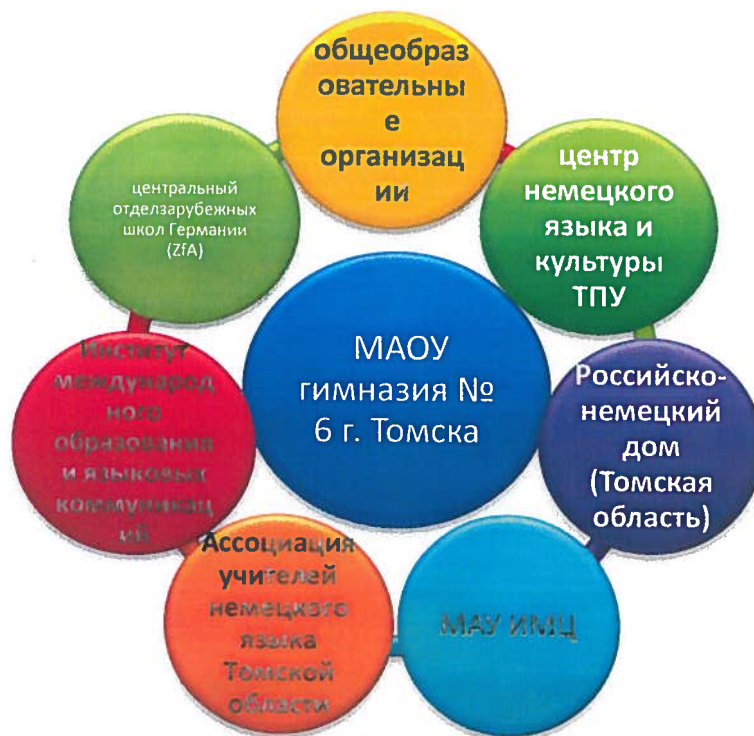 общеобраз
овательны
е
организац
ии
центр
немецкого
языка и
культуры
ТПУ
Российско-
немецкий
дом
(Томская
область)
МАУ ИМЦ
Ассоциация
учителей
немецкого
языка
Томской
области
Институт
международ
ного
образования
и языковых
коммуникац
ий
центральный
отделзарубежных
школ Германии
(ZfA)
МАОУ
гимназия №
6 г. Томска